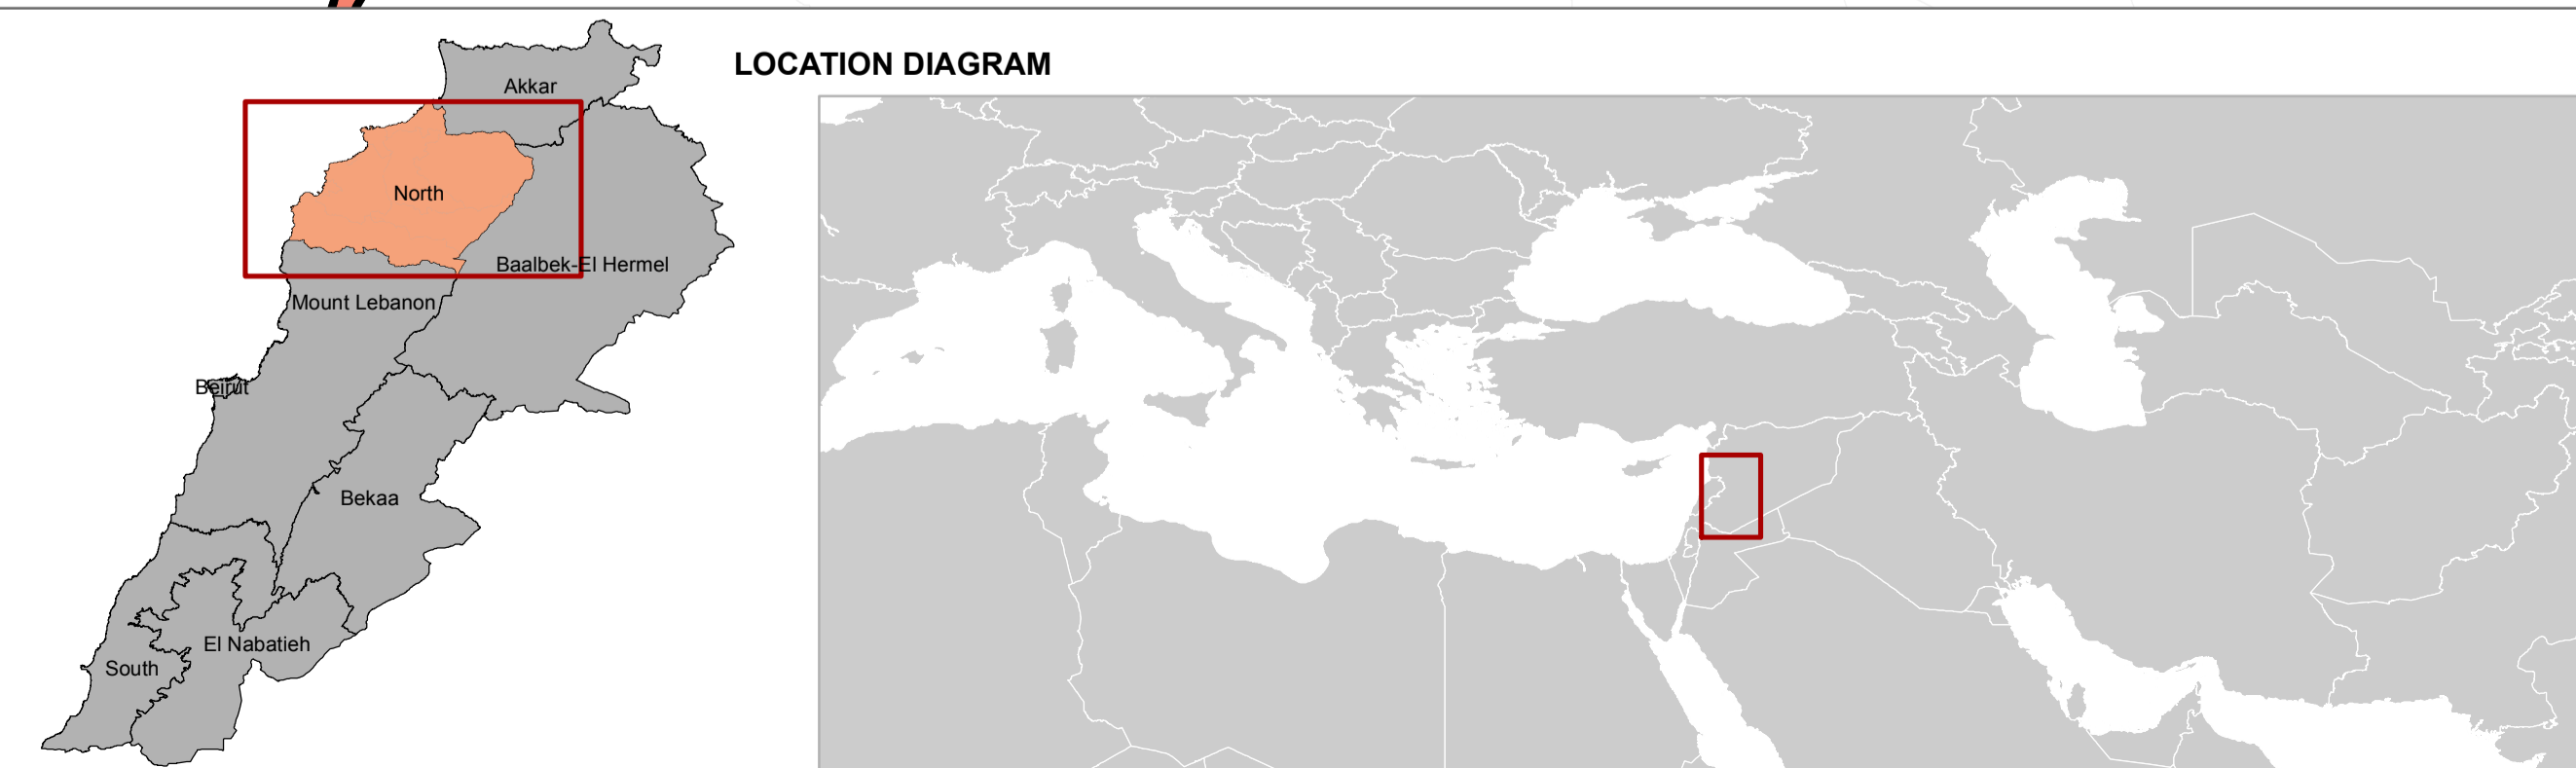 LOCATION DIAGRAM
Akkar
North
Baalbek-El Hermel
Mount Lebanon
Beirut
Bekaa
El Nabatieh
South